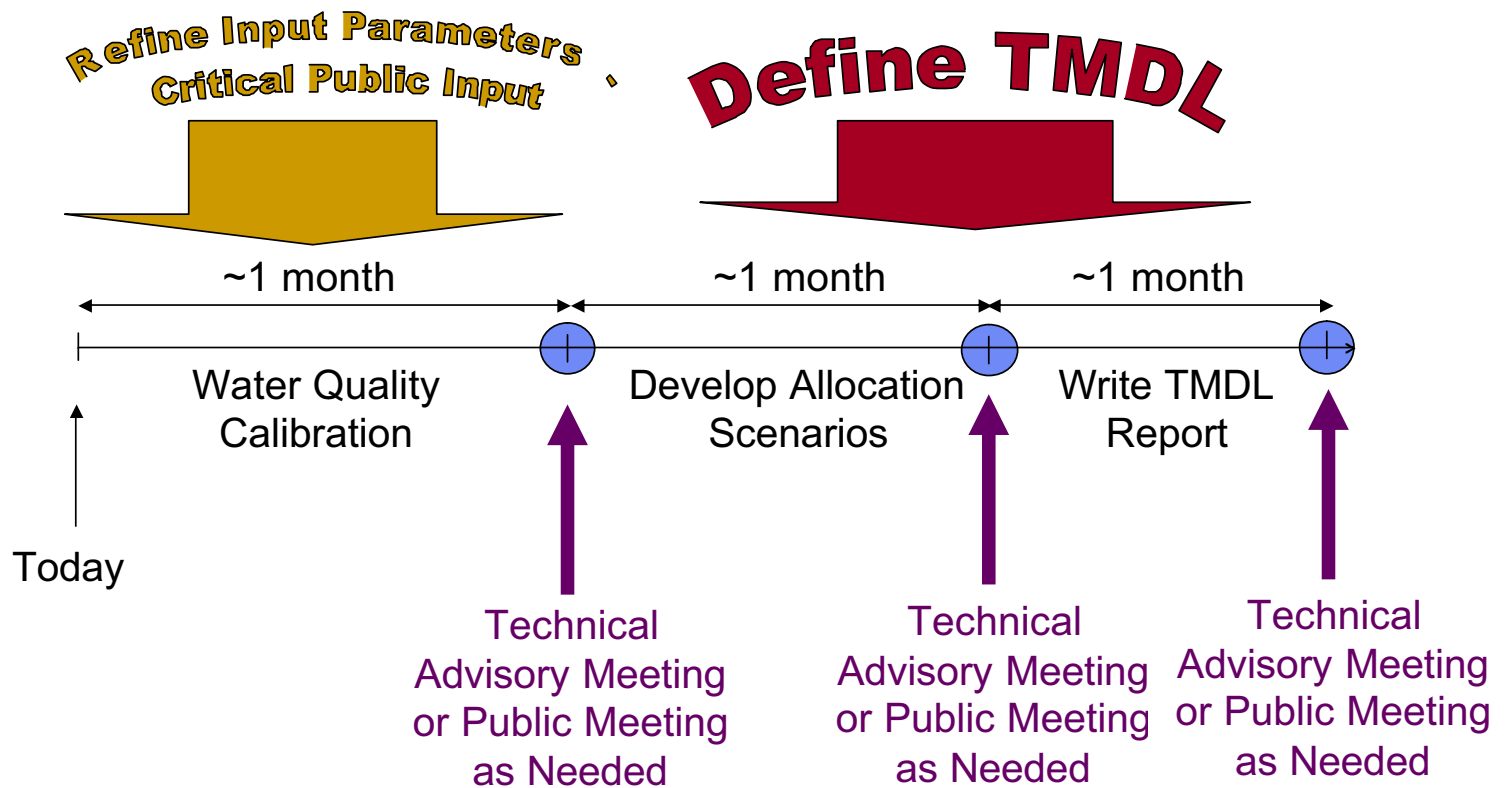 Refine Input Parameters -
Critical Public Input
Define TMDL
~1 month
~1 month
~1 month
Water Quality
Calibration
Develop Allocation
Scenarios
Write TMDL
Report
Today
Technical
Advisory Meeting
or Public Meeting
as Needed
Technical
Advisory Meeting
or Public Meeting
as Needed
Technical
Advisory Meeting
or Public Meeting
as Needed